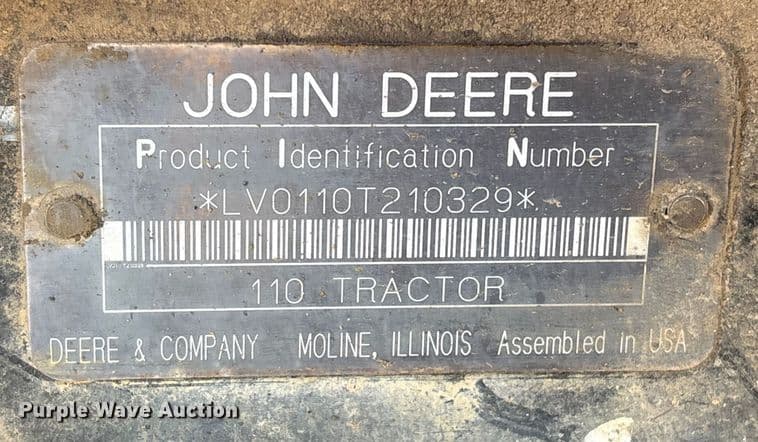 JOHN DEERE
Product Identification Number
*LV0110T210329*
110 TRACTOR
DEERE & COMPANY MOLINE, ILLINOIS Assembled in USA
Purple Wave Auction